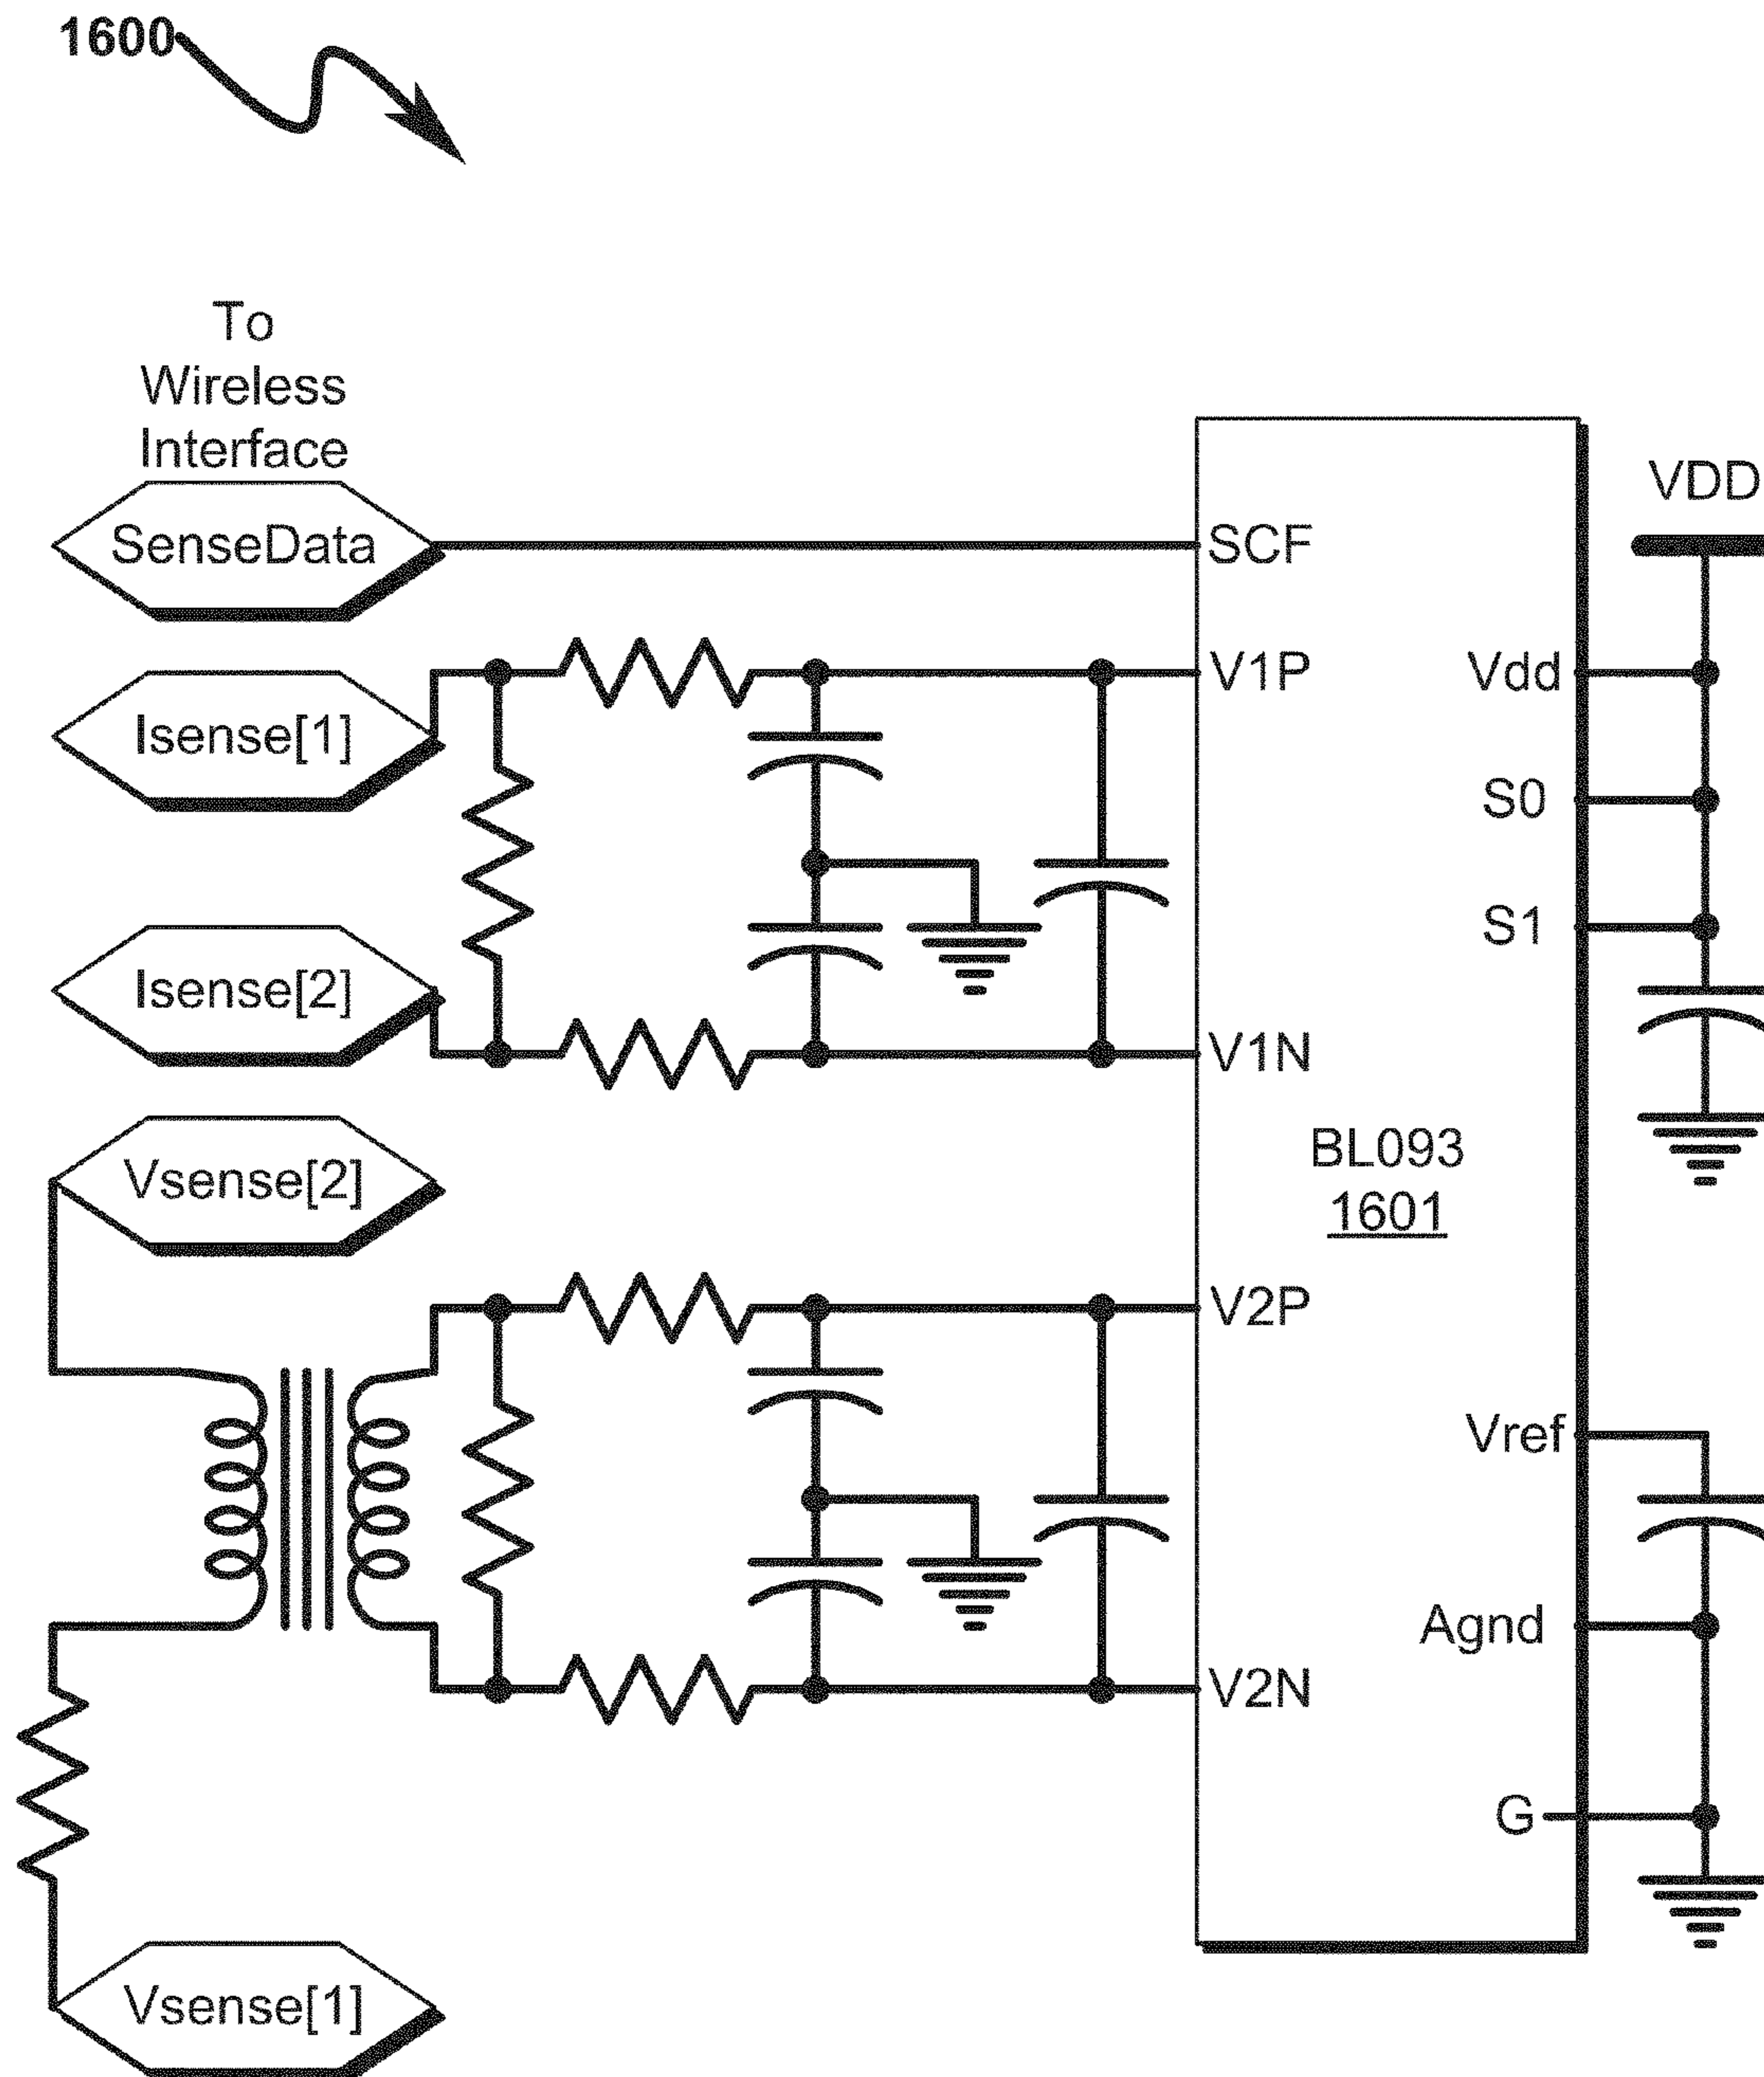 1600
To
Wireless
Interface
SenseData
SCF
VDD
Isense[1]
V1P
Vdd
S0
S1
Isense[2]
V1N
BL093
1601
Vsense[2]
V2P
Vref
Agnd
V2N
G
Vsense[1]